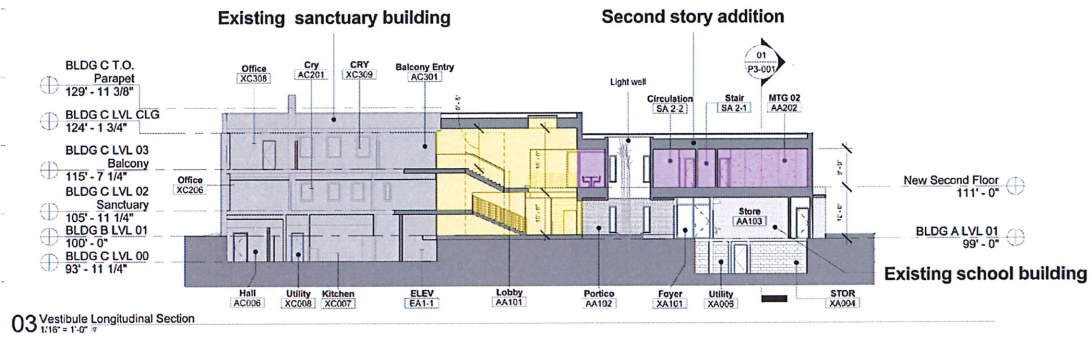 Existing sanctuary building
Second story addition
01
P3-001
BLDG C T.O.
Parapet
129' - 11 3/8"
BLDG C LVL CLG
124' - 1 3/4"
BLDG C LVL 03
Balcony
115' - 7 1/4"
BLDG C LVL 02
Sanctuary
105' - 11 1/4"
BLDG B LVL 01
100' - 0"
BLDG C LVL 00
93' - 11 1/4"
Office
XC308
Cry
AC201
CRY
XC309
Balcony Entry
AC301
Light well
Circulation
SA 2-2
Stair
SA 2-1
MTG 02
AA202
Office
XC206
New Second Floor
111' - 0"
Store
AA103
BLDG A LVL 01
99' - 0"
Existing school building
Hall
AC006
Utility
XC008
Kitchen
XC007
ELEV
EA1-1
Lobby
AA101
Portico
AA102
Foyer
XA101
Utility
XA005
STOR
XA004
03 Vestibule Longitudinal Section
1/16" = 1'-0"